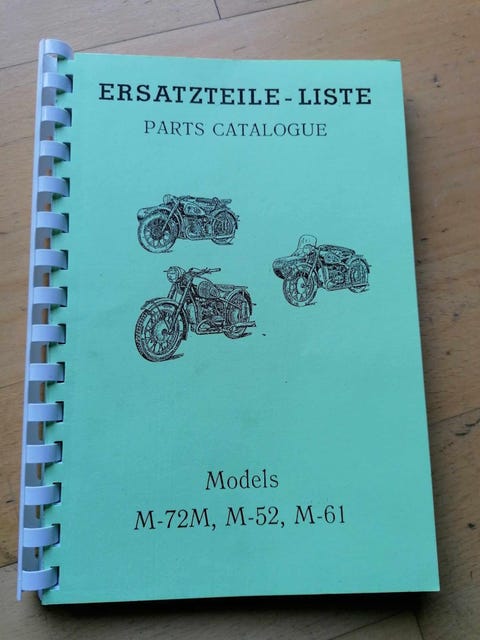 ERSATZTEILE-LISTE
PARTS CATALOGUE
Models
M-72M, M-52, M-61